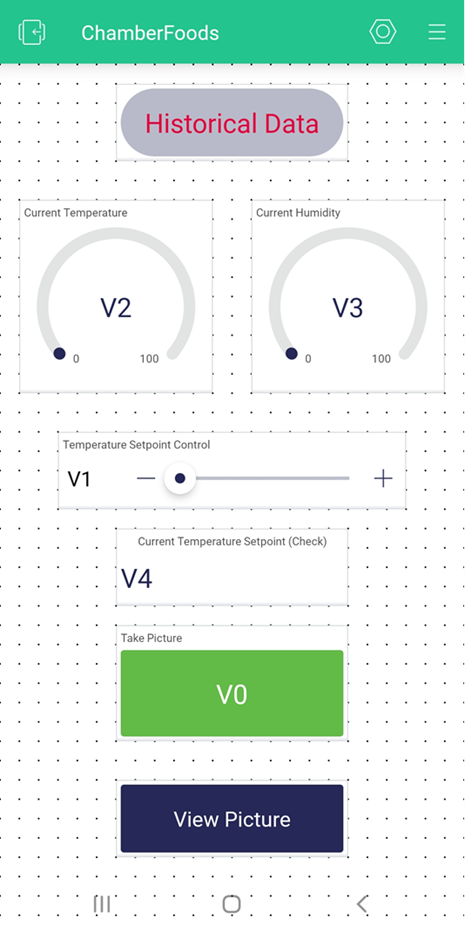 ChamberFoods
Historical Data
Current Temperature
Current Humidity
V2
V3
0 100
0 100
Temperature Setpoint Control
V1
Current Temperature Setpoint (Check)
V4
Take Picture
V0
View Picture